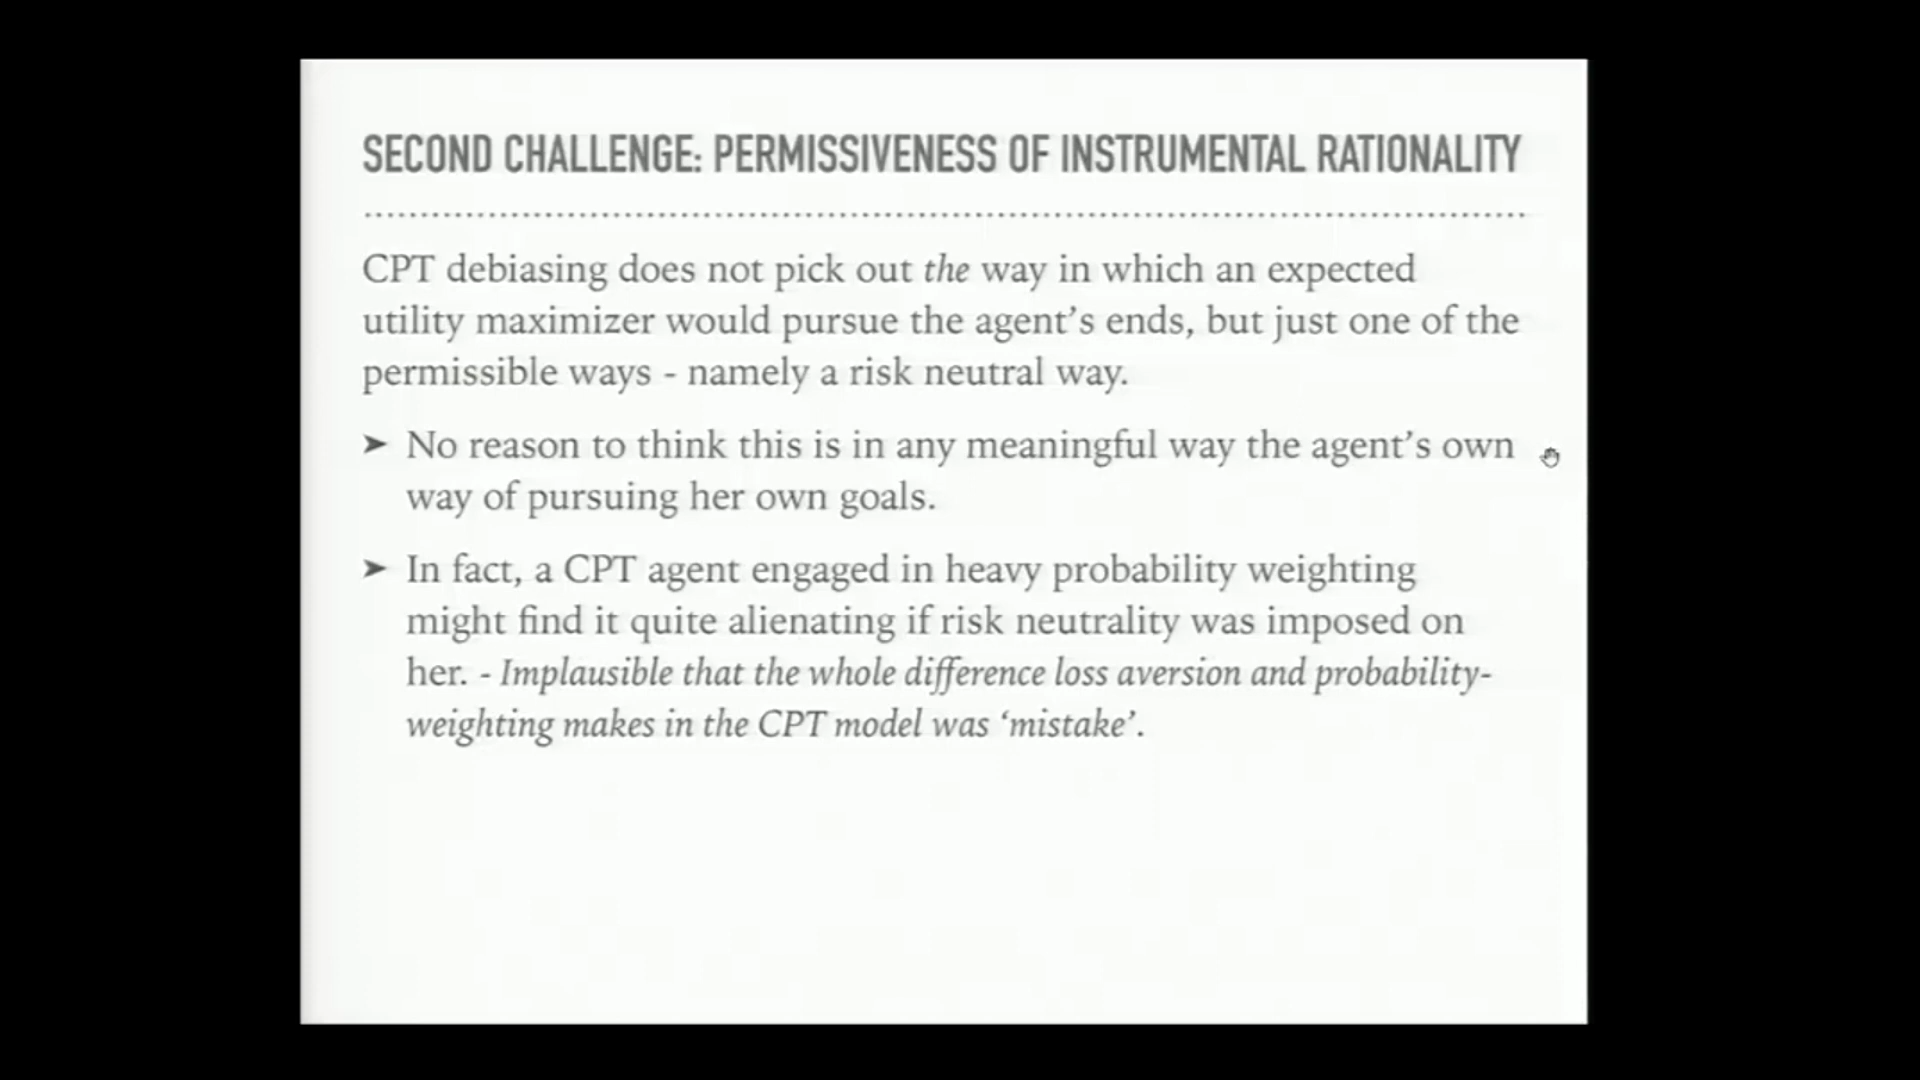 SECOND CHALLENGE: PERMISSIVENESS OF INSTRUMENTAL RATIONALITY
CPT debiasing does not pick out the way in which an expected
utility maximizer would pursue the agent’s ends, but just one of the
permissible ways - namely a risk neutral way.
➤ No reason to think this is in any meaningful way the agent’s own
way of pursuing her own goals.
➤ In fact, a CPT agent engaged in heavy probability weighting
might find it quite alienating if risk neutrality was imposed on
her. - Implausible that the whole difference loss aversion and probability-
weighting makes in the CPT model was ‘mistake’.